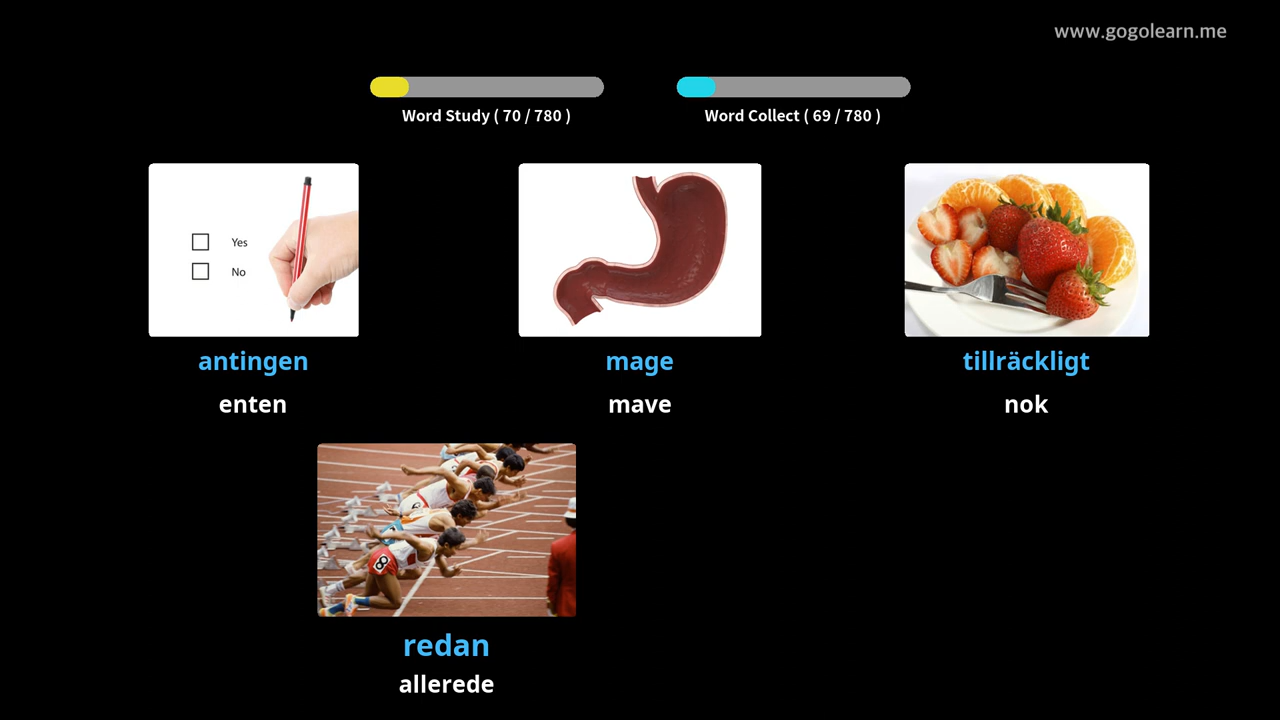 www.gogolearn.me
Word Study ( 70 / 780 )
Word Collect ( 69 / 780 )
Yes
No
antingen
enten
mage
mave
tillräckligt
nok
8
redan
allerede